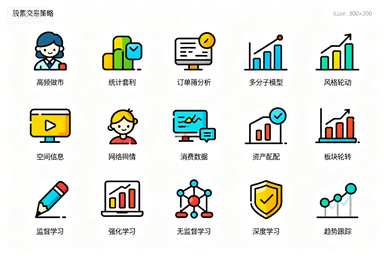 股素交易策略
Size: 300x200
高频做市
统计套利
订单簿分析
多分子模型
风格轮动
空间信息
网络舆情
消费数据
资产配配
板块轮转
监督学习
强化学习
无监督学习
深度学习
趋势跟踪